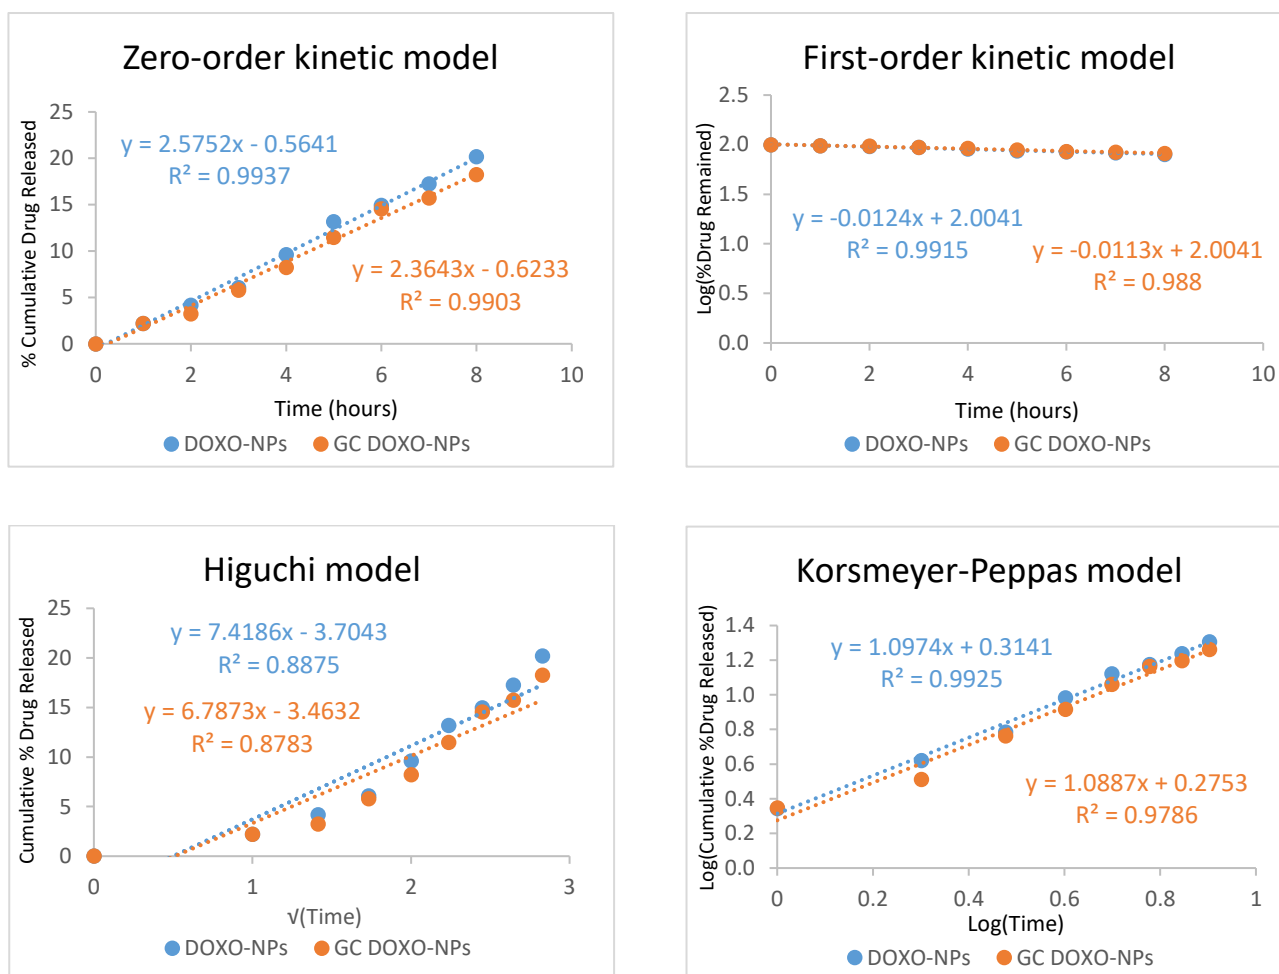 Zero-order kinetic model
% Cumulative Drug Released
25
20
15
10
5
0
y = 2.5752x - 0.5641
R² = 0.9937
y = 2.3643x - 0.6233
R² = 0.9903
0 2 4 6 8 10
Time (hours)
DOXO-NPs GC DOXO-NPs
First-order kinetic model
Log(%Drug Remained)
2.5
2.0
1.5
1.0
0.5
0.0
y = -0.0124x + 2.0041
R² = 0.9915
y = -0.0113x + 2.0041
R² = 0.988
0 2 4 6 8 10
Time (hours)
DOXO-NPs GC DOXO-NPs
Higuchi model
Cumulative % Drug Released
25
20
15
10
5
0
y = 7.4186x - 3.7043
R² = 0.8875
y = 6.7873x - 3.4632
R² = 0.8783
0 1 2 3
√(Time)
DOXO-NPs GC DOXO-NPs
Korsmeyer-Peppas model
Log(Cumulative %Drug Released)
1.4
1.2
1.0
0.8
0.6
0.4
0.2
0.0
y = 1.0974x + 0.3141
R² = 0.9925
y = 1.0887x + 0.2753
R² = 0.9786
0 0.2 0.4 0.6 0.8 1
Log(Time)
DOXO-NPs GC DOXO-NPs